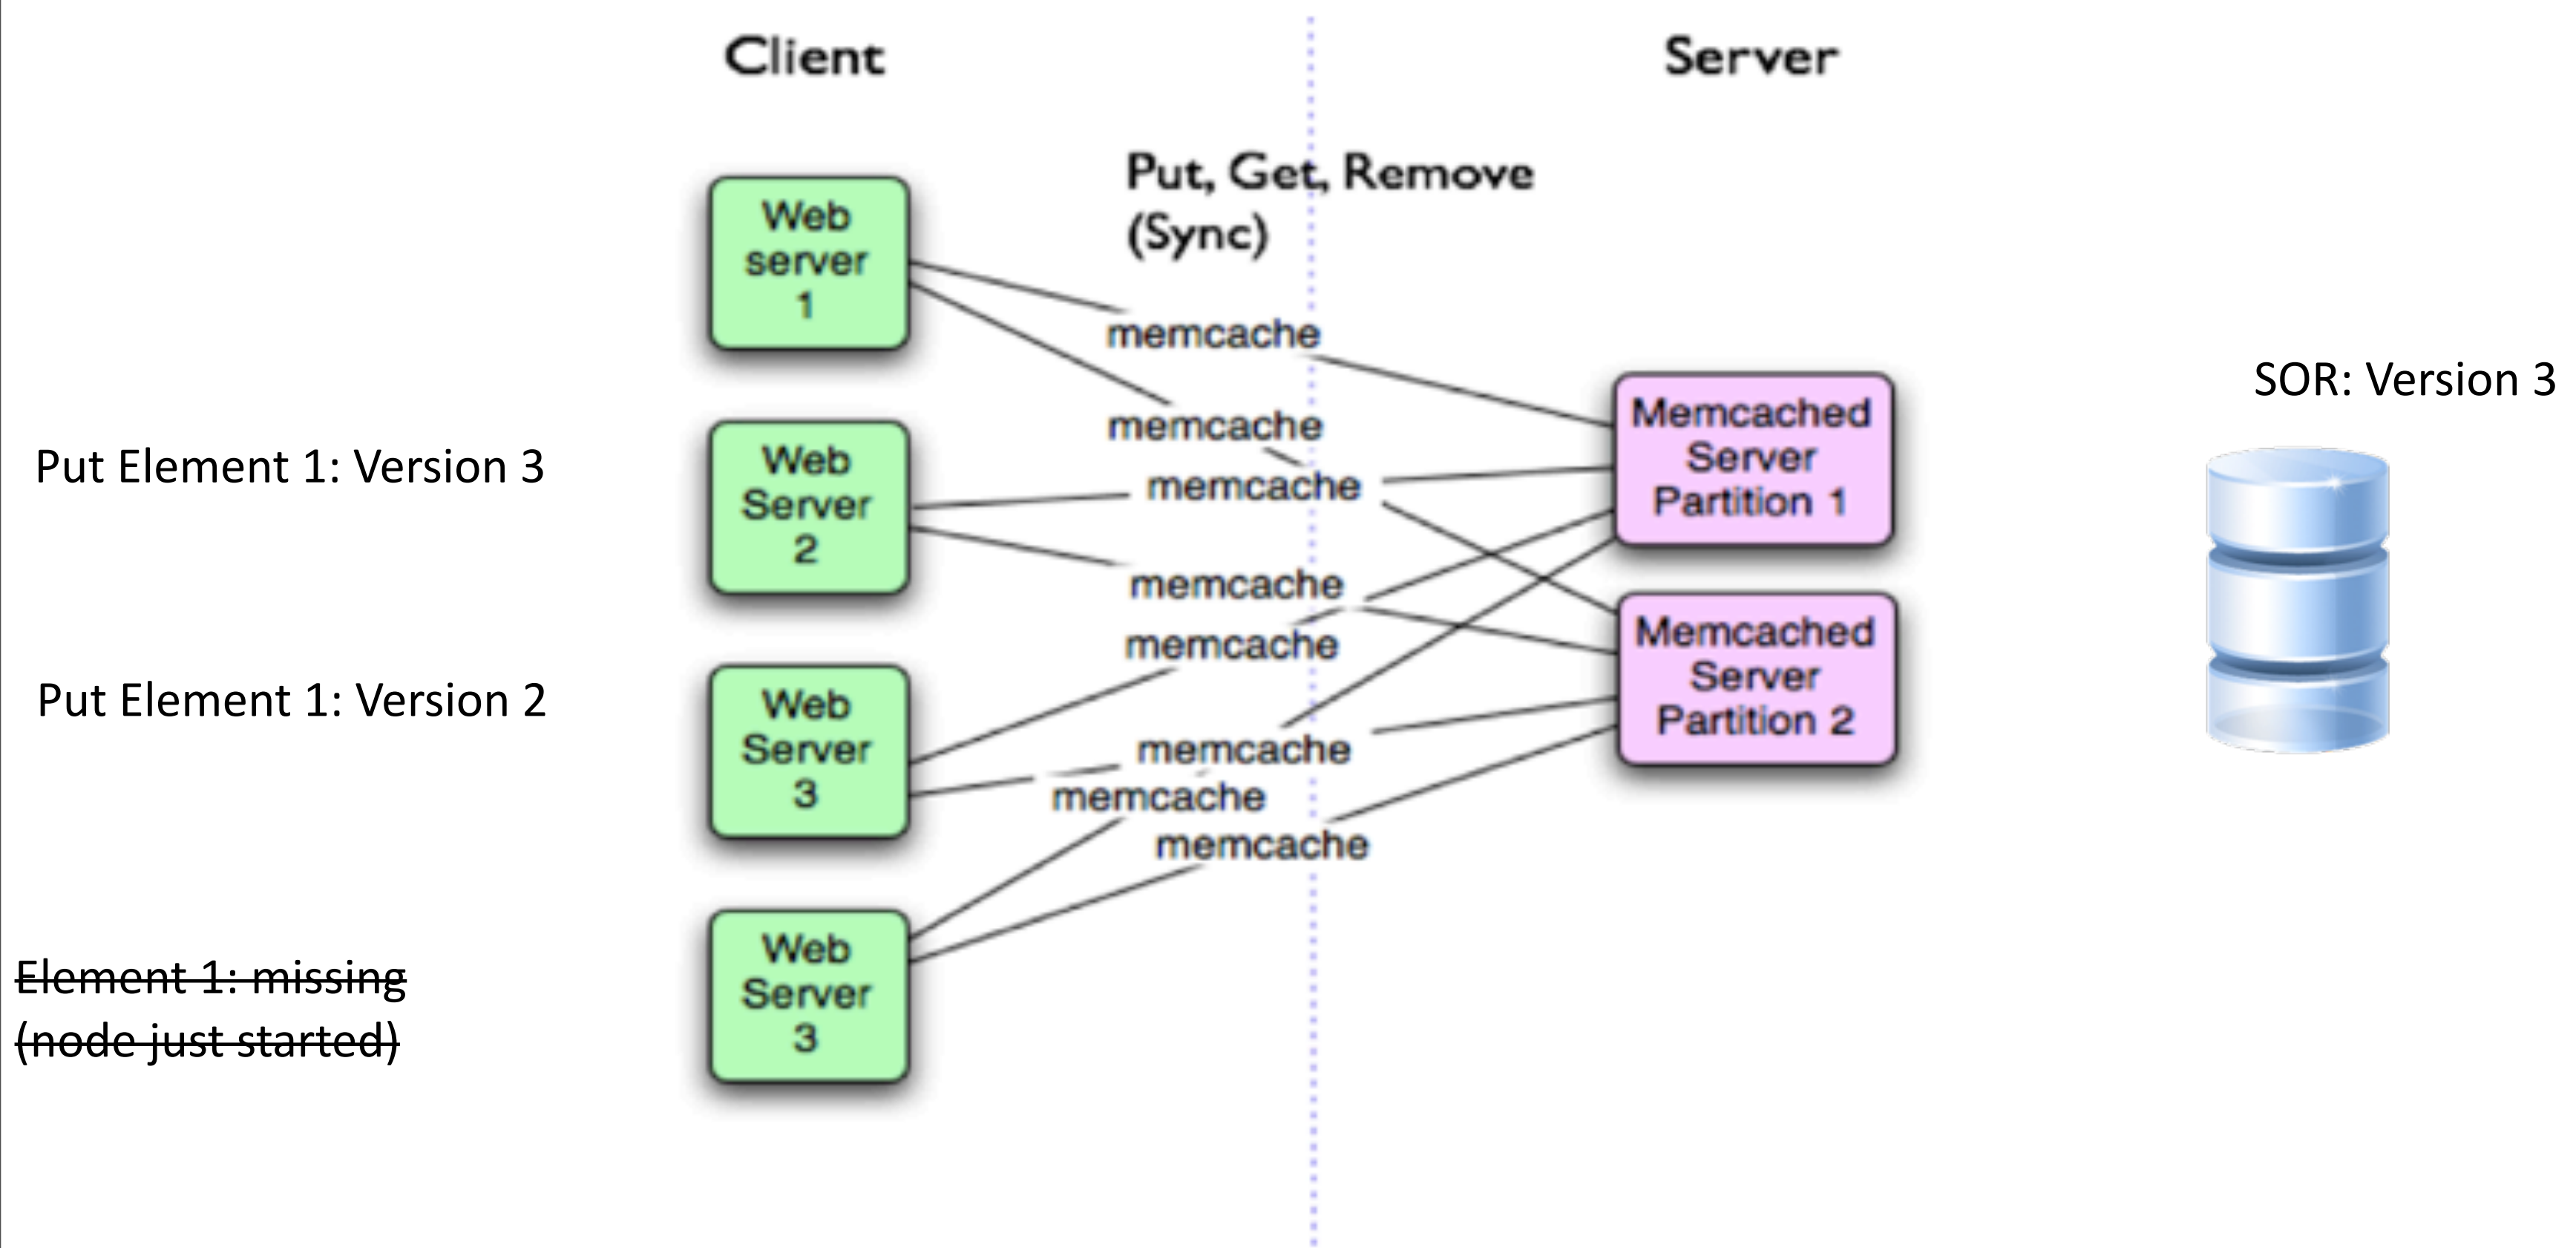 Client
Server
Put, Get, Remove
(Sync)
Web
server
1
memcache
SOR: Version 3
memcache
Memcached
Server
Partition 1
Put Element 1: Version 3
Web
Server
2
memcache
memcache
memcache
Memcached
Server
Partition 2
Put Element 1: Version 2
Web
Server
3
memcache
memcache
memcache
Element 1: missing
(node just started)
Web
Server
3